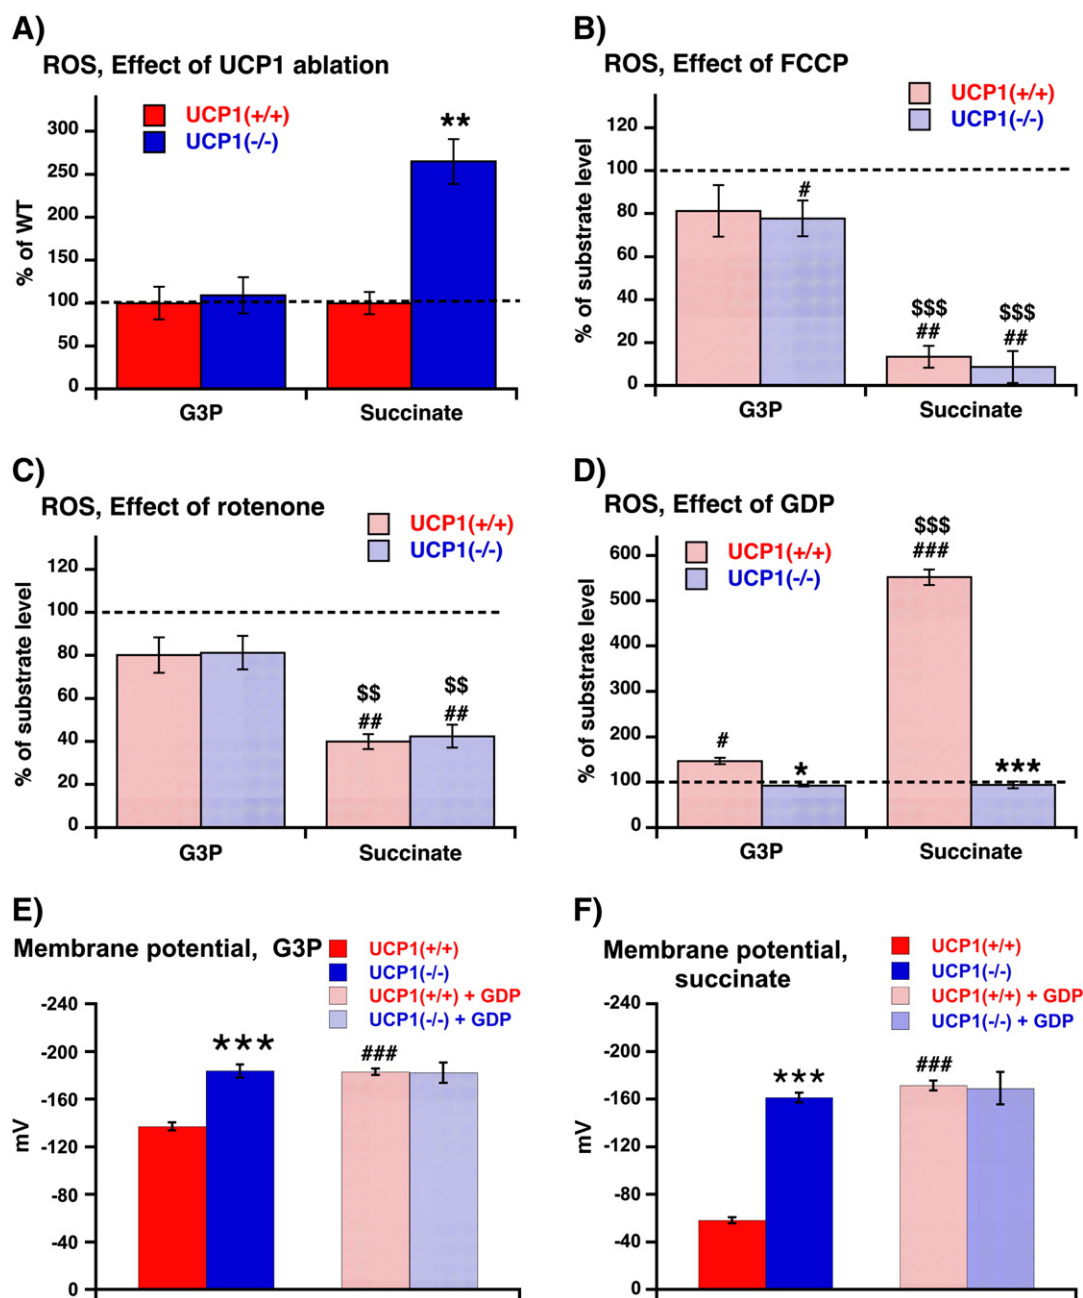 A)
ROS, Effect of UCP1 ablation
UCP1(+/+)
UCP1(-/-)
**
% of WT
300
250
200
150
100
50
0
G3P
Succinate
B)
ROS, Effect of FCCP
UCP1(+/+)
UCP1(-/-)
% of substrate level
120
100
80
60
40
20
0
#
$$$
##
$$$
##
G3P
Succinate
C)
ROS, Effect of rotenone
UCP1(+/+)
UCP1(-/-)
% of substrate level
120
100
80
60
40
20
0
$$
##
$$
##
G3P
Succinate
D)
ROS, Effect of GDP
UCP1(+/+)
UCP1(-/-)
% of substrate level
600
500
400
300
200
100
0
#
*
$$$
###
***
G3P
Succinate
E)
Membrane potential, G3P
UCP1(+/+)
UCP1(-/-)
UCP1(+/+) + GDP
UCP1(-/-) + GDP
mV
-240
-200
-160
-120
-80
-40
0
***
###
F)
Membrane potential,
succinate
UCP1(+/+)
UCP1(-/-)
UCP1(+/+) + GDP
UCP1(-/-) + GDP
mV
-240
-200
-160
-120
-80
-40
0
***
###